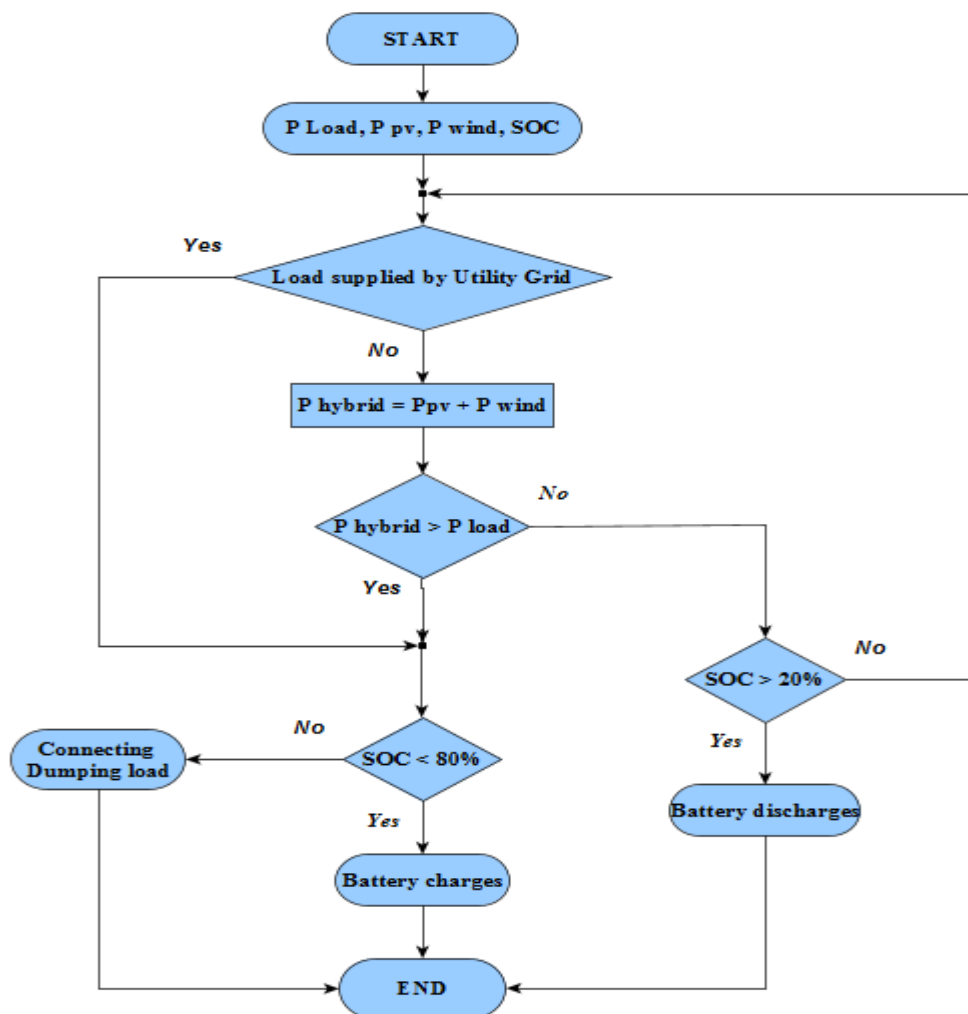 START
P Load, P pv, P wind, SOC
Yes
Load supplied by Utility Grid
No
P hybrid = Ppv + P wind
No
P hybrid > P load
Yes
No
SOC > 20%
No
Yes
Connecting
Dumping load
SOC < 80%
Battery discharges
Yes
Battery charges
END